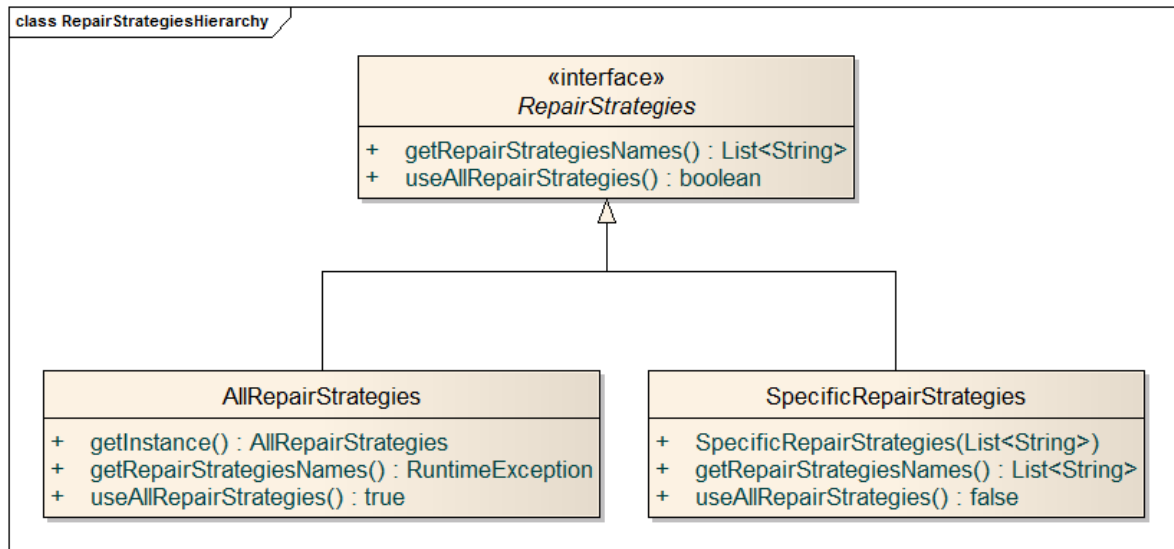 class RepairStrategiesHierarchy
«interface»
RepairStrategies
+ getRepairStrategiesNames() : List<String>
+ useAllRepairStrategies() : boolean
AllRepairStrategies
+ getInstance() : AllRepairStrategies
+ getRepairStrategiesNames() : RuntimeException
+ useAllRepairStrategies() : true
SpecificRepairStrategies
+ SpecificRepairStrategies(List<String>)
+ getRepairStrategiesNames() : List<String>
+ useAllRepairStrategies() : false